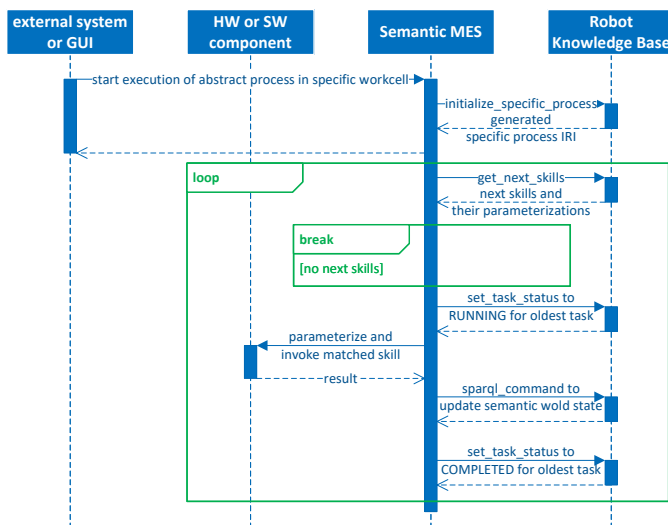 external system
or GUI
HW or SW
component
Semantic MES
Robot
Knowledge Base
start execution of abstract process in specific workcell
initialize_specific_process
generated
specific process IRI
loop
get_next_skills
next skills and
their parameterizations
break
[no next skills]
set_task_status to
RUNNING for oldest task
parameterize and
invoke matched skill
result
sparql_command to
update semantic wold state
set_task_status to
COMPLETED for oldest task